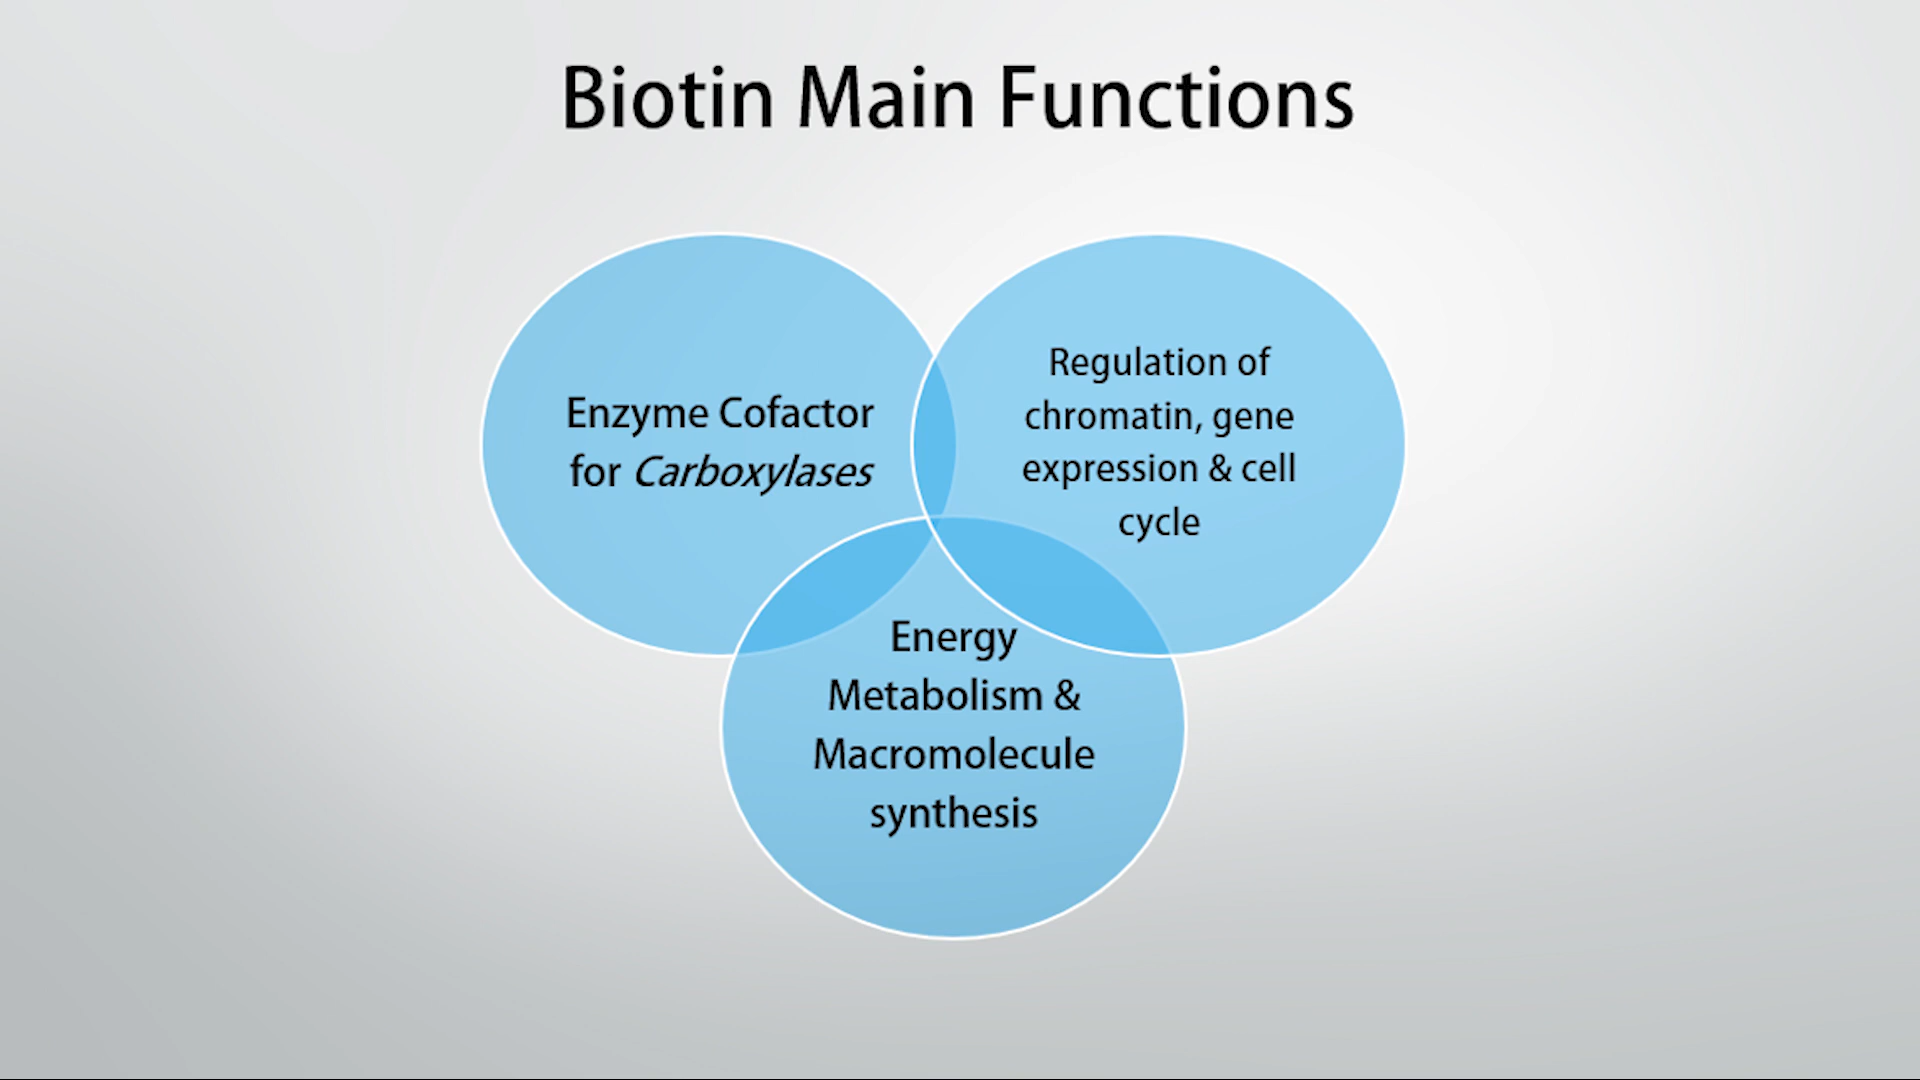 Biotin Main Functions
Enzyme Cofactor
for Carboxylases
Regulation of
chromatin, gene
expression & cell
cycle
Energy
Metabolism &
Macromolecule
synthesis